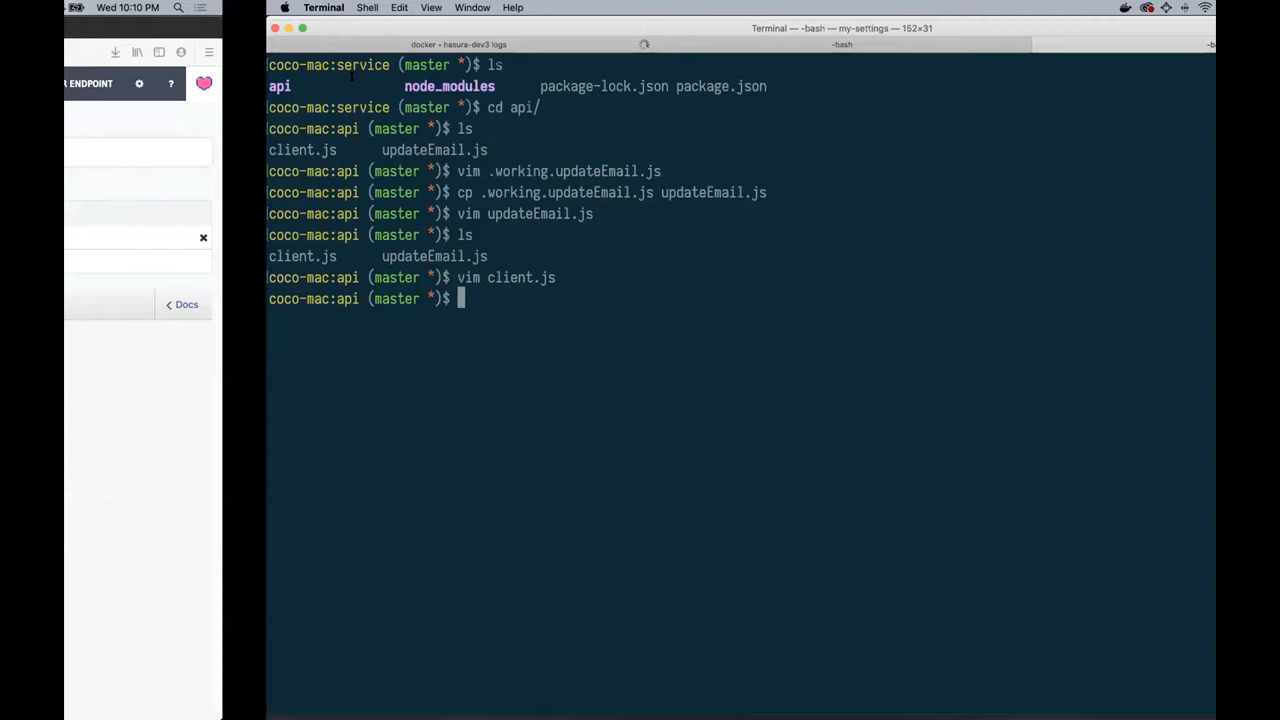 Wed 10:10 PM
Terminal Shell Edit View Window Help
Terminal — -bash — my-settings — 152×31
docker • hasura-dev3 logs
-bash
-b
R ENDPOINT
?
Docs
coco-mac:service (master *)$ ls
api node_modules package-lock.json package.json
coco-mac:service (master *)$ cd api/
coco-mac:api (master *)$ ls
client.js updateEmail.js
coco-mac:api (master *)$ vim .working.updateEmail.js
coco-mac:api (master *)$ cp .working.updateEmail.js updateEmail.js
coco-mac:api (master *)$ vim updateEmail.js
coco-mac:api (master *)$ ls
client.js updateEmail.js
coco-mac:api (master *)$ vim client.js
coco-mac:api (master *)$